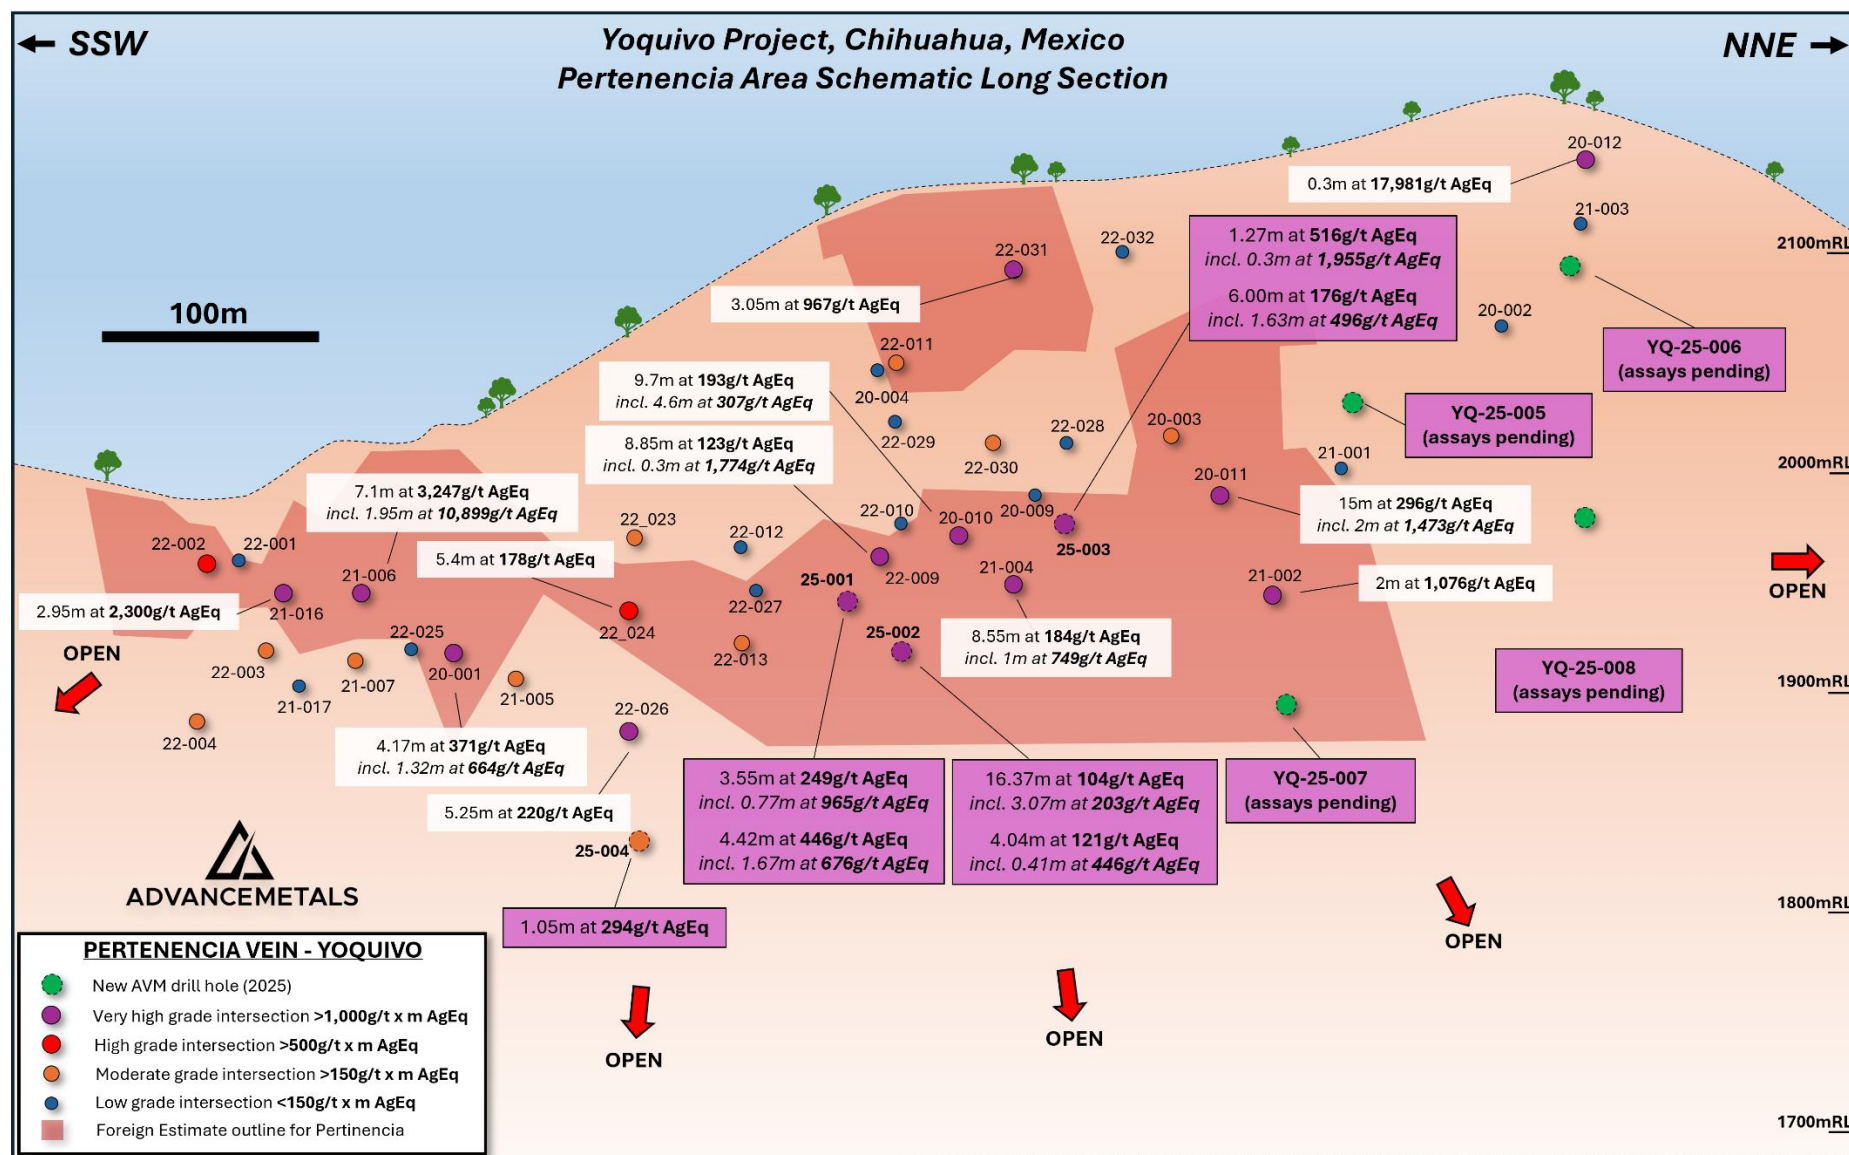 SSW
Yoquivo Project, Chihuahua, Mexico
Pertenencia Area Schematic Long Section
NNE
20-012
0.3m at 17,981g/t AgEq
21-003
2100mRL
1.27m at 516g/t AgEq
incl. 0.3m at 1,955g/t AgEq
6.00m at 176g/t AgEq
incl. 1.63m at 496g/t AgEq
22-032
22-031
3.05m at 967g/t AgEq
100m
20-002
YQ-25-006
(assays pending)
22-011
20-004
9.7m at 193g/t AgEq
incl. 4.6m at 307g/t AgEq
YQ-25-005
(assays pending)
22-029
22-030
22-028
20-003
8.85m at 123g/t AgEq
incl. 0.3m at 1,774g/t AgEq
21-001
2000mRL
7.1m at 3,247g/t AgEq
incl. 1.95m at 10,899g/t AgEq
20-011
15m at 296g/t AgEq
incl. 2m at 1,473g/t AgEq
22_023
22-012
22-010
20-010
20-009
25-003
22-002
22-001
5.4m at 178g/t AgEq
21-006
25-001
22-009
21-004
21-002
2m at 1,076g/t AgEq
OPEN
2.95m at 2,300g/t AgEq
21-016
22-027
22_024
22-025
25-002
8.55m at 184g/t AgEq
incl. 1m at 749g/t AgEq
OPEN
22-003
21-007
20-001
22-013
YQ-25-008
(assays pending)
1900mRL
21-017
21-005
22-004
22-026
4.17m at 371g/t AgEq
incl. 1.32m at 664g/t AgEq
3.55m at 249g/t AgEq
incl. 0.77m at 965g/t AgEq
4.42m at 446g/t AgEq
incl. 1.67m at 676g/t AgEq
16.37m at 104g/t AgEq
incl. 3.07m at 203g/t AgEq
4.04m at 121g/t AgEq
incl. 0.41m at 446g/t AgEq
YQ-25-007
(assays pending)
5.25m at 220g/t AgEq
25-004
ADVANCEMETALS
1.05m at 294g/t AgEq
1800mRL
OPEN
OPEN
OPEN
1700mRL
PERTENENCIA VEIN - YOQUIVO
New AVM drill hole (2025)
Very high grade intersection >1,000g/t x m AgEq
High grade intersection >500g/t x m AgEq
Moderate grade intersection >150g/t x m AgEq
Low grade intersection <150g/t x m AgEq
Foreign Estimate outline for Pertinencia